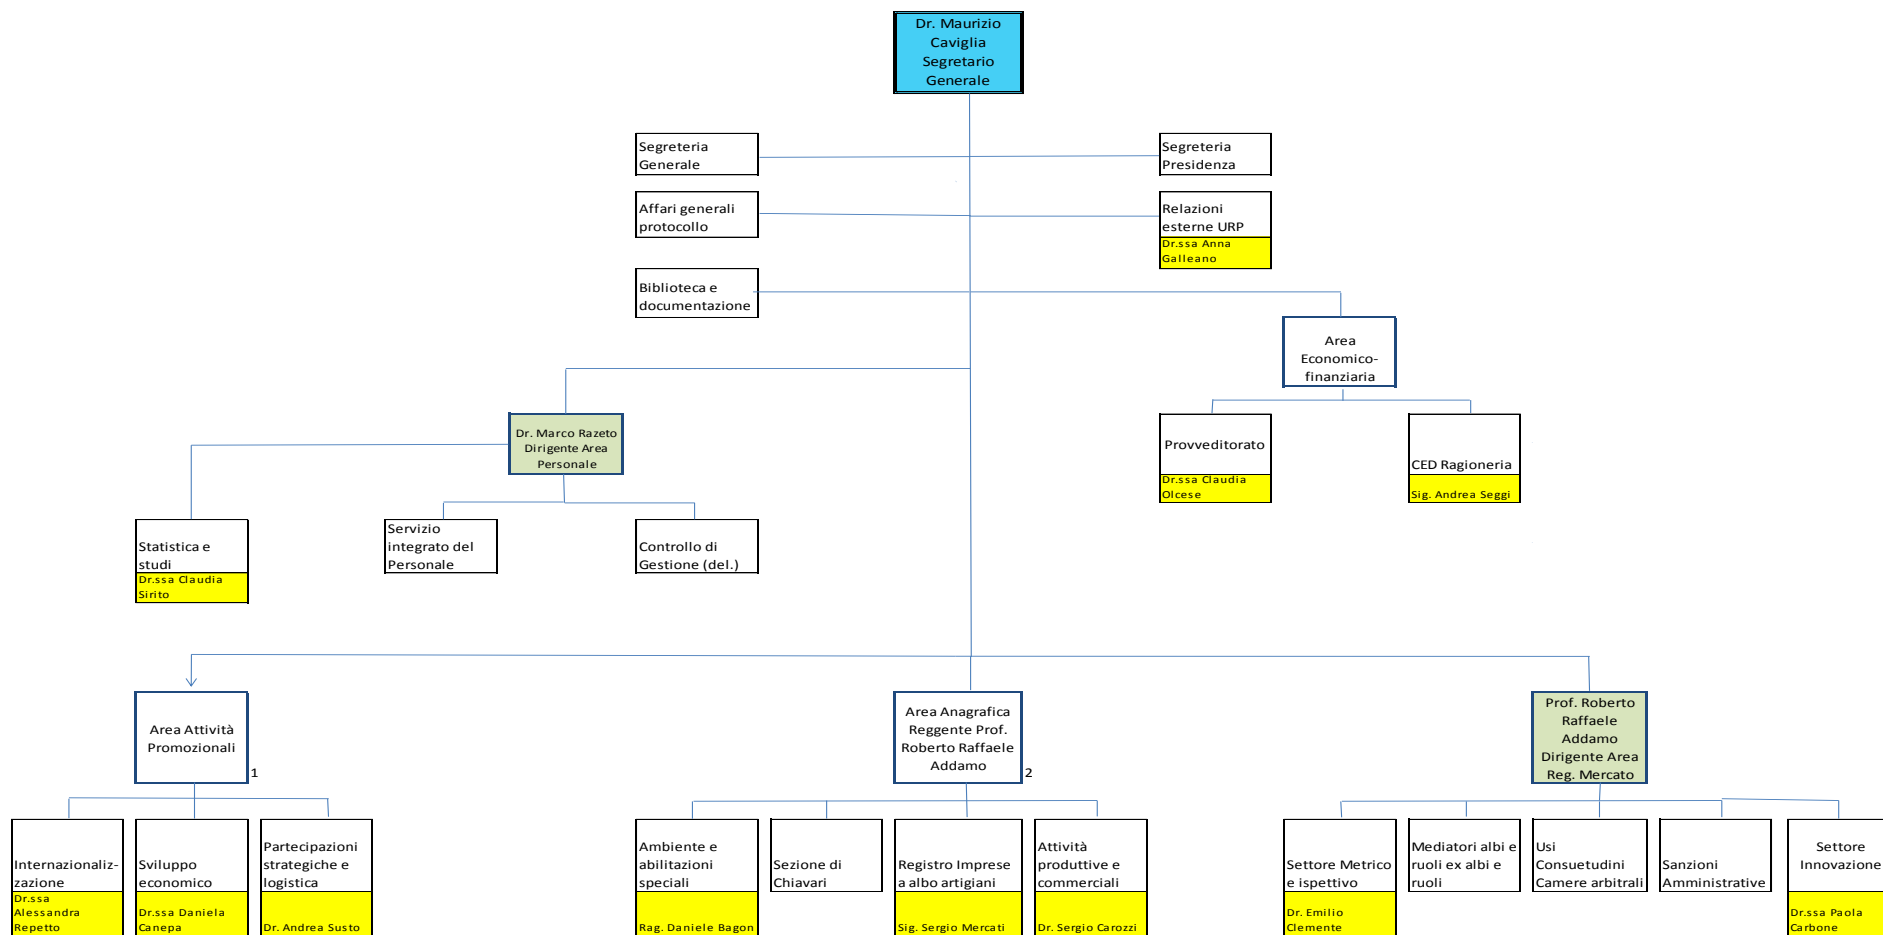 Dr. Maurizio
Caviglia
Segretario
Generale
Segreteria
Generale
Segreteria
Presidenza
Affari generali
protocollo
Relazioni
esterne URP
Dr.ssa Anna
Galleano
Biblioteca e
documentazione
Area
Economico-
finanziaria
Dr. Marco Razeto
Dirigente Area
Personale
Provveditorato
Dr.ssa Claudia
Olcese
CED Ragioneria
Sig. Andrea Seggi
Statistica e
studi
Dr.ssa Claudia
Sirito
Servizio
integrato del
Personale
Controllo di
Gestione (del.)
Area Attività
Promozionali
1
Area Anagrafica
Reggente Prof.
Roberto Raffaele
Addamo
2
Prof. Roberto
Raffaele
Addamo
Dirigente Area
Reg. Mercato
Internazionaliz-
zazione
Dr.ssa
Alessandra
Repetto
Sviluppo
economico
Dr.ssa Daniela
Canepa
Partecipazioni
strategiche e
logistica
Dr. Andrea Susto
Ambiente e
abilitazioni
speciali
Rag. Daniele Bagon
Sezione di
Chiavari
Registro Imprese
a albo artigiani
Sig. Sergio Mercati
Attività
produttive e
commerciali
Dr. Sergio Carozzi
Settore Metrico
e ispettivo
Dr. Emilio
Clemente
Mediatori albi e
ruoli ex albi e
ruoli
Usi
Consuetudini
Camere arbitrali
Sanzioni
Amministrative
Settore
Innovazione
Dr.ssa Paola
Carbone